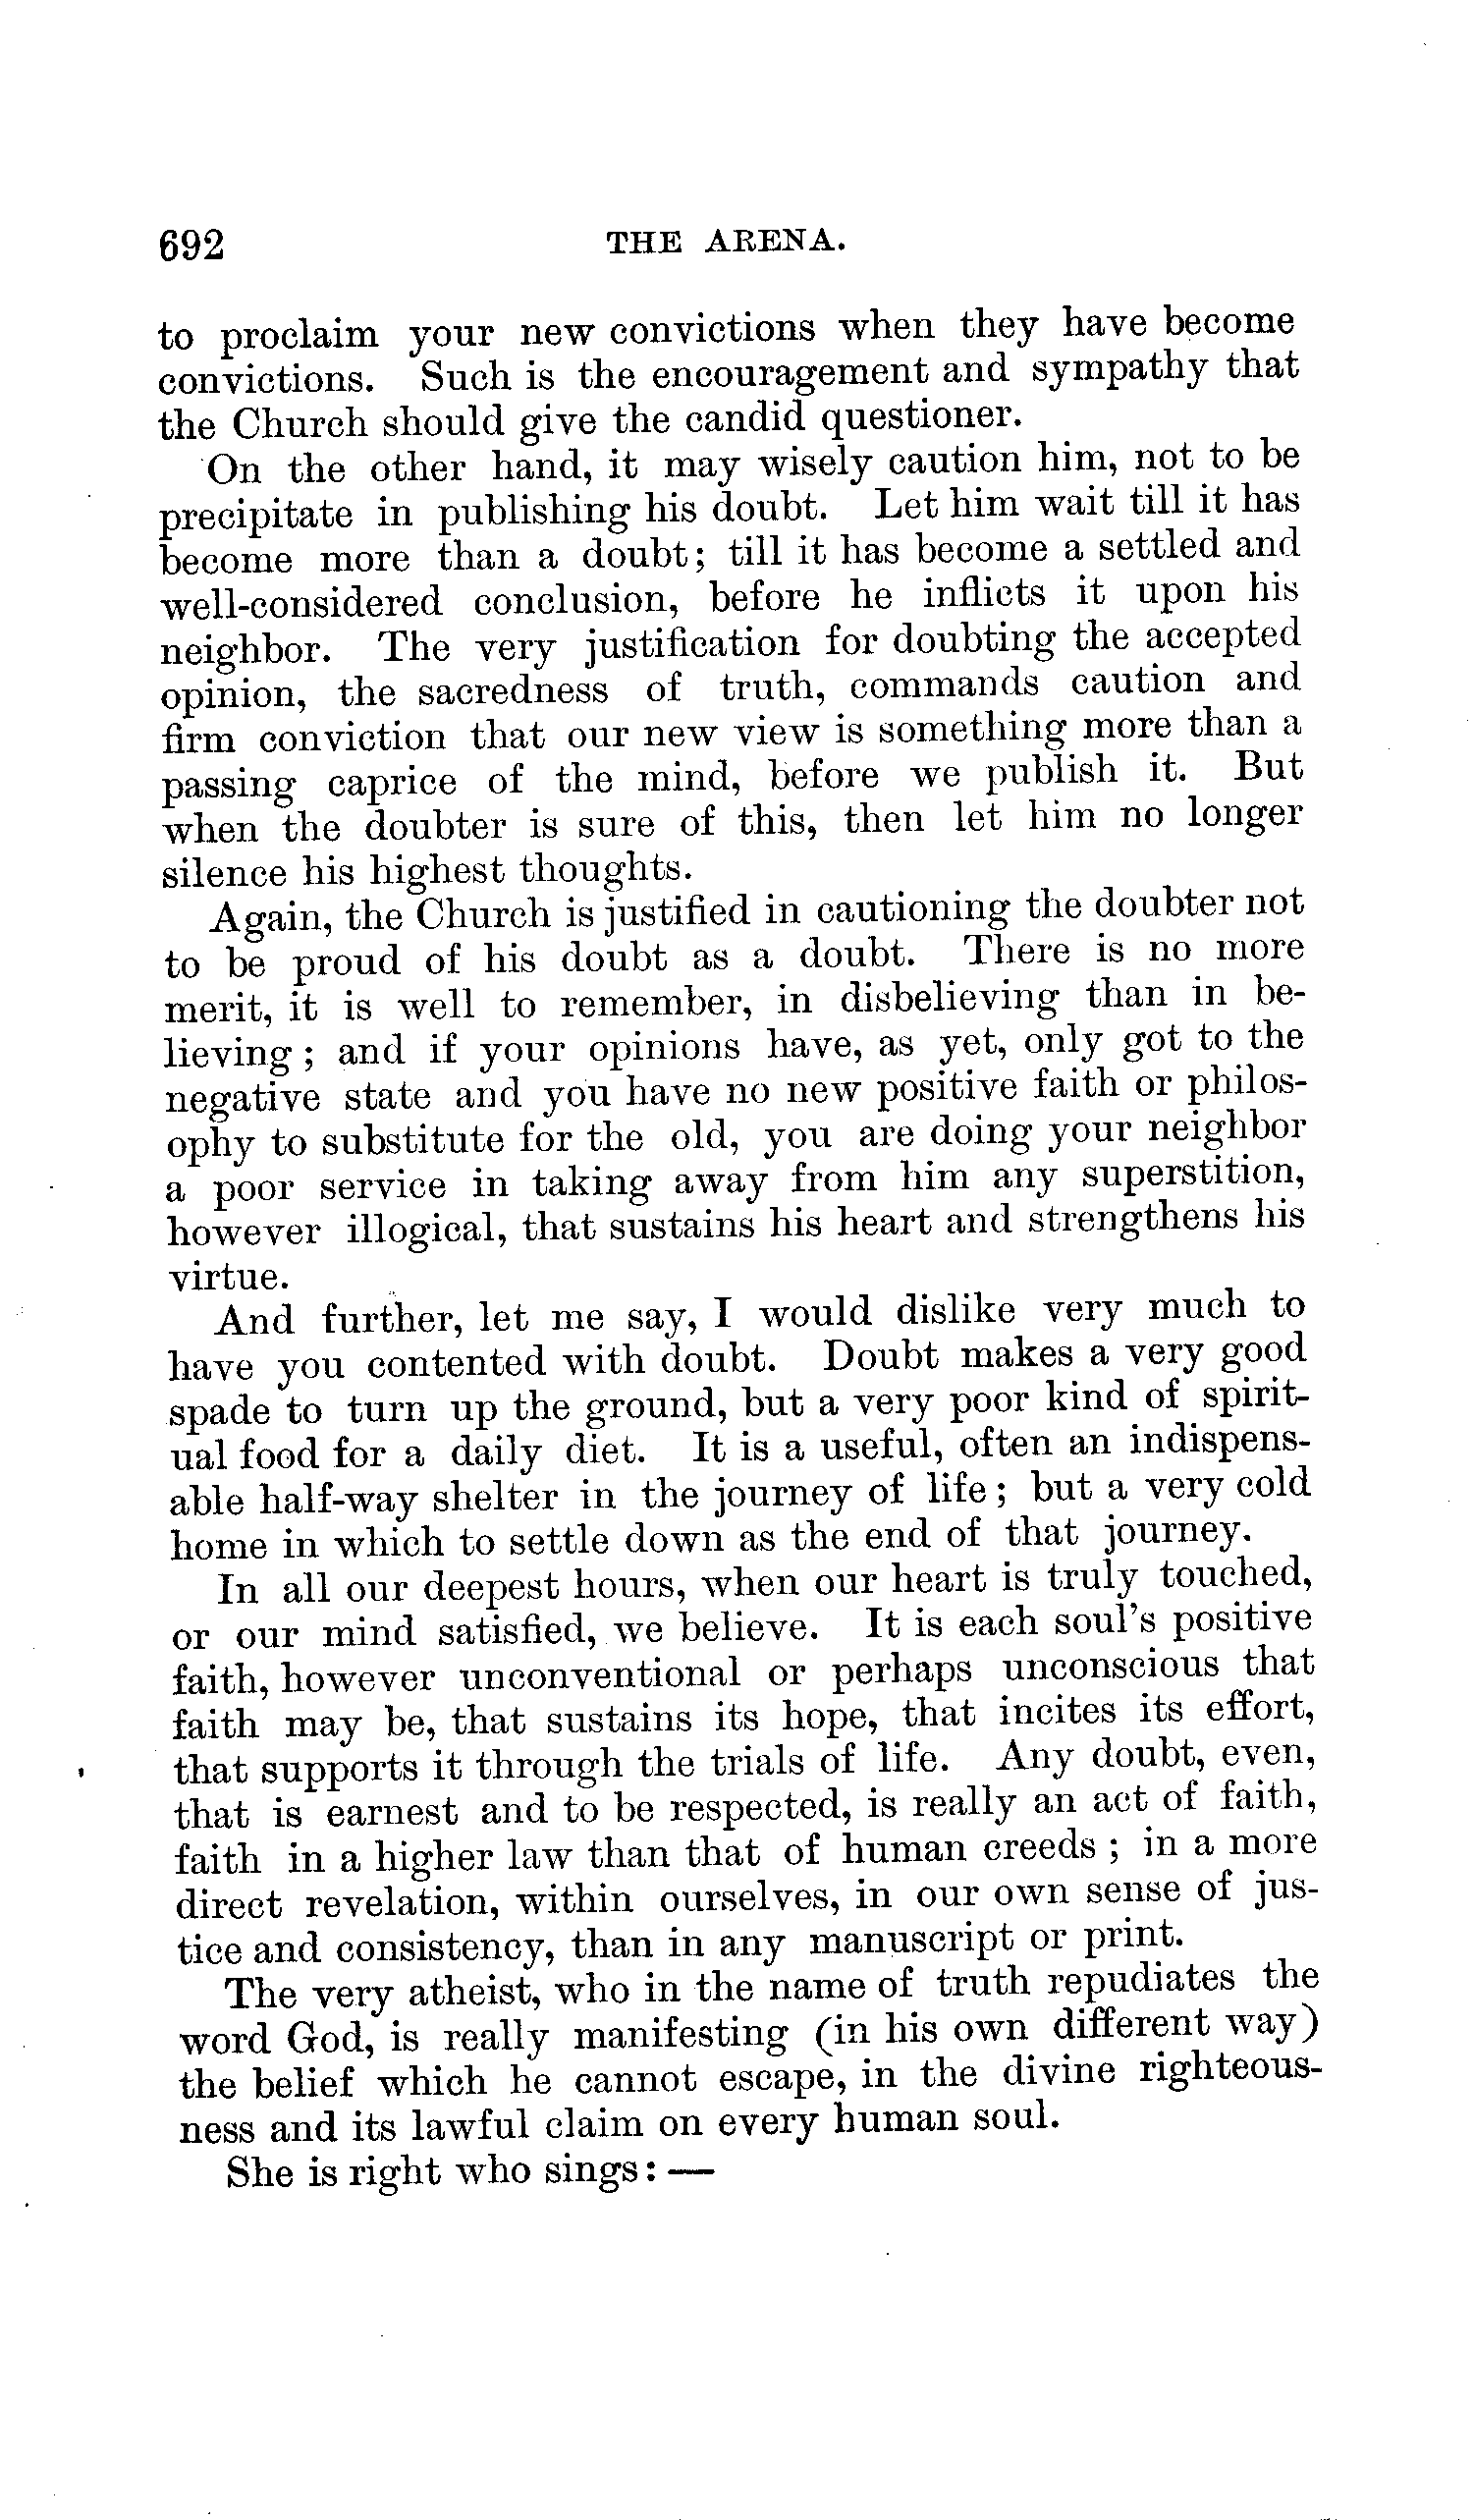 692 THE ARENA.
to proclaim your new convictions when they have become
convictions. Such is the encouragement and sympathy that
the Church should give the candid questioner.
On the other hand, it may wisely caution him, not to be
precipitate in publishing his doubt. Let him wait till it has
become more than a doubt; till it has become a settled and
well-considered conclusion, before he inflicts it upon his
neighbor. The very justification for doubting the accepted
opinion, the sacredness of truth, commands caution and
firm conviction that our new view is something more than a
passing caprice of the mind, before we publish it. But
when the doubter is sure of this, then let him no longer
silence his highest thoughts.
Again, the Church is justified in cautioning the doubter not
to be proud of his doubt as a doubt. There is no more
merit, it is well to remember, in disbelieving than in be-
lieving; and if your opinions have, as yet, only got to the
negative state and you have no new positive faith or philos-
ophy to substitute for the old, you are doing your neighbor
a poor service in taking away from him any superstition,
however illogical, that sustains his heart and strengthens his
virtue.
And further, let me say, I would dislike very much to
have you contented with doubt. Doubt makes a very good
spade to turn up the ground, but a very poor kind of spirit-
ual food for a daily diet. It is a useful, often an indispens-
able half-way shelter in the journey of life; but a very cold
home in which to settle down as the end of that journey.
In all our deepest hours, when our heart is truly touched,
or our mind satisfied, we believe. It is each soul's positive
faith, however unconventional or perhaps unconscious that
faith may be, that sustains its hope, that incites its effort,
that supports it through the trials of life. Any doubt, even,
that is earnest and to be respected, is really an act of faith,
faith in a higher law than that of human creeds; in a more
direct revelation, within ourselves, in our own sense of jus-
tice and consistency, than in any manuscript or print.
The very atheist, who in the name of truth repudiates the
word God, is really manifesting (in his own different way)
the belief which he cannot escape, in the divine righteous-
ness and its lawful claim on every human soul.
She is right who sings: —